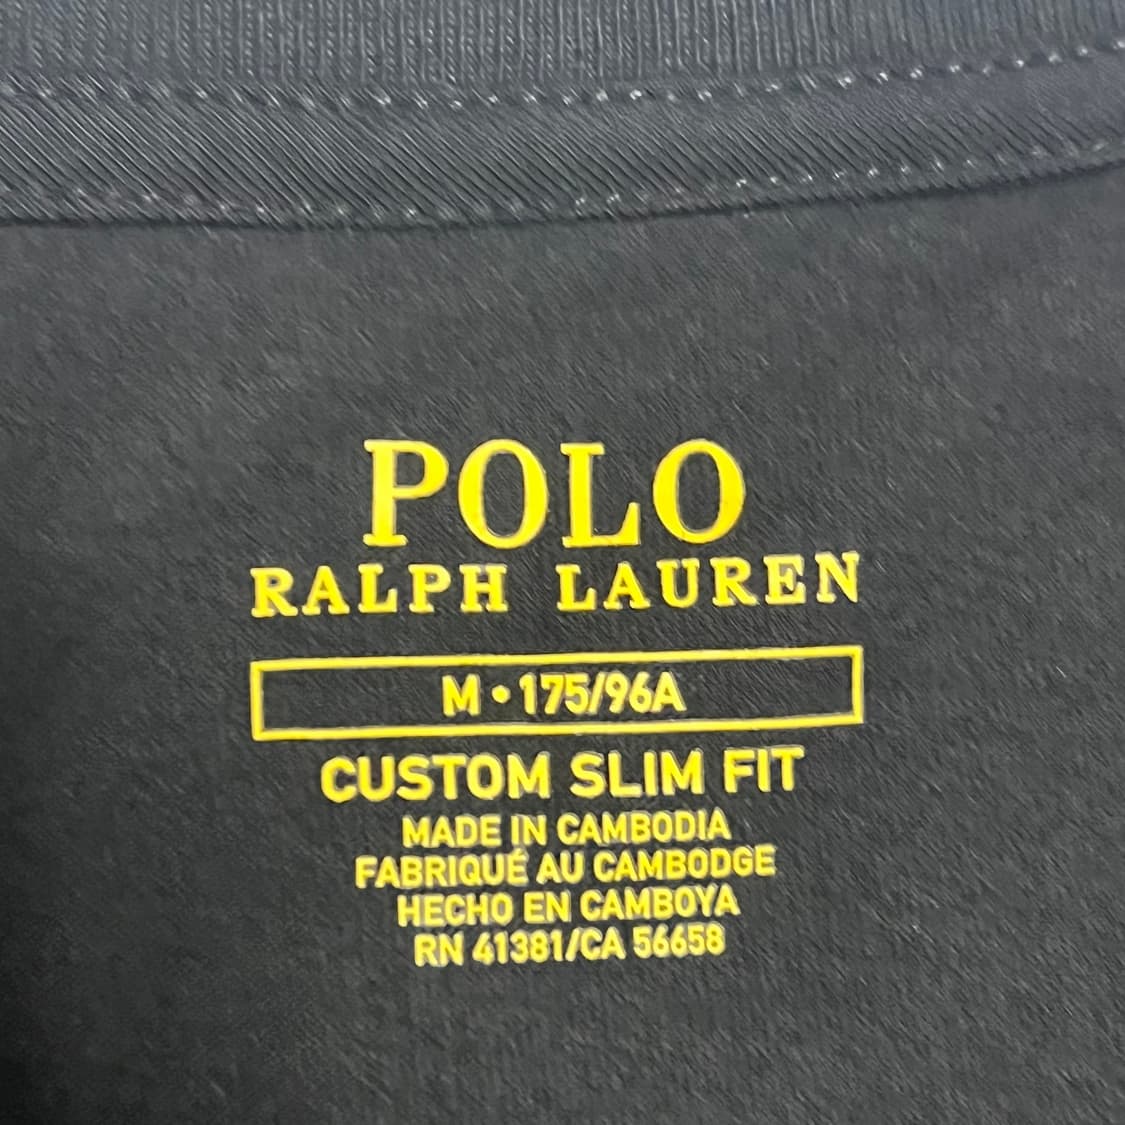 POLO
RALPH LAUREN
M • 175/96A
CUSTOM SLIM FIT
MADE IN CAMBODIA
FABRIQUÉ AU CAMBODGE
HECHO EN CAMBOYA
RN 41381/CA 56658